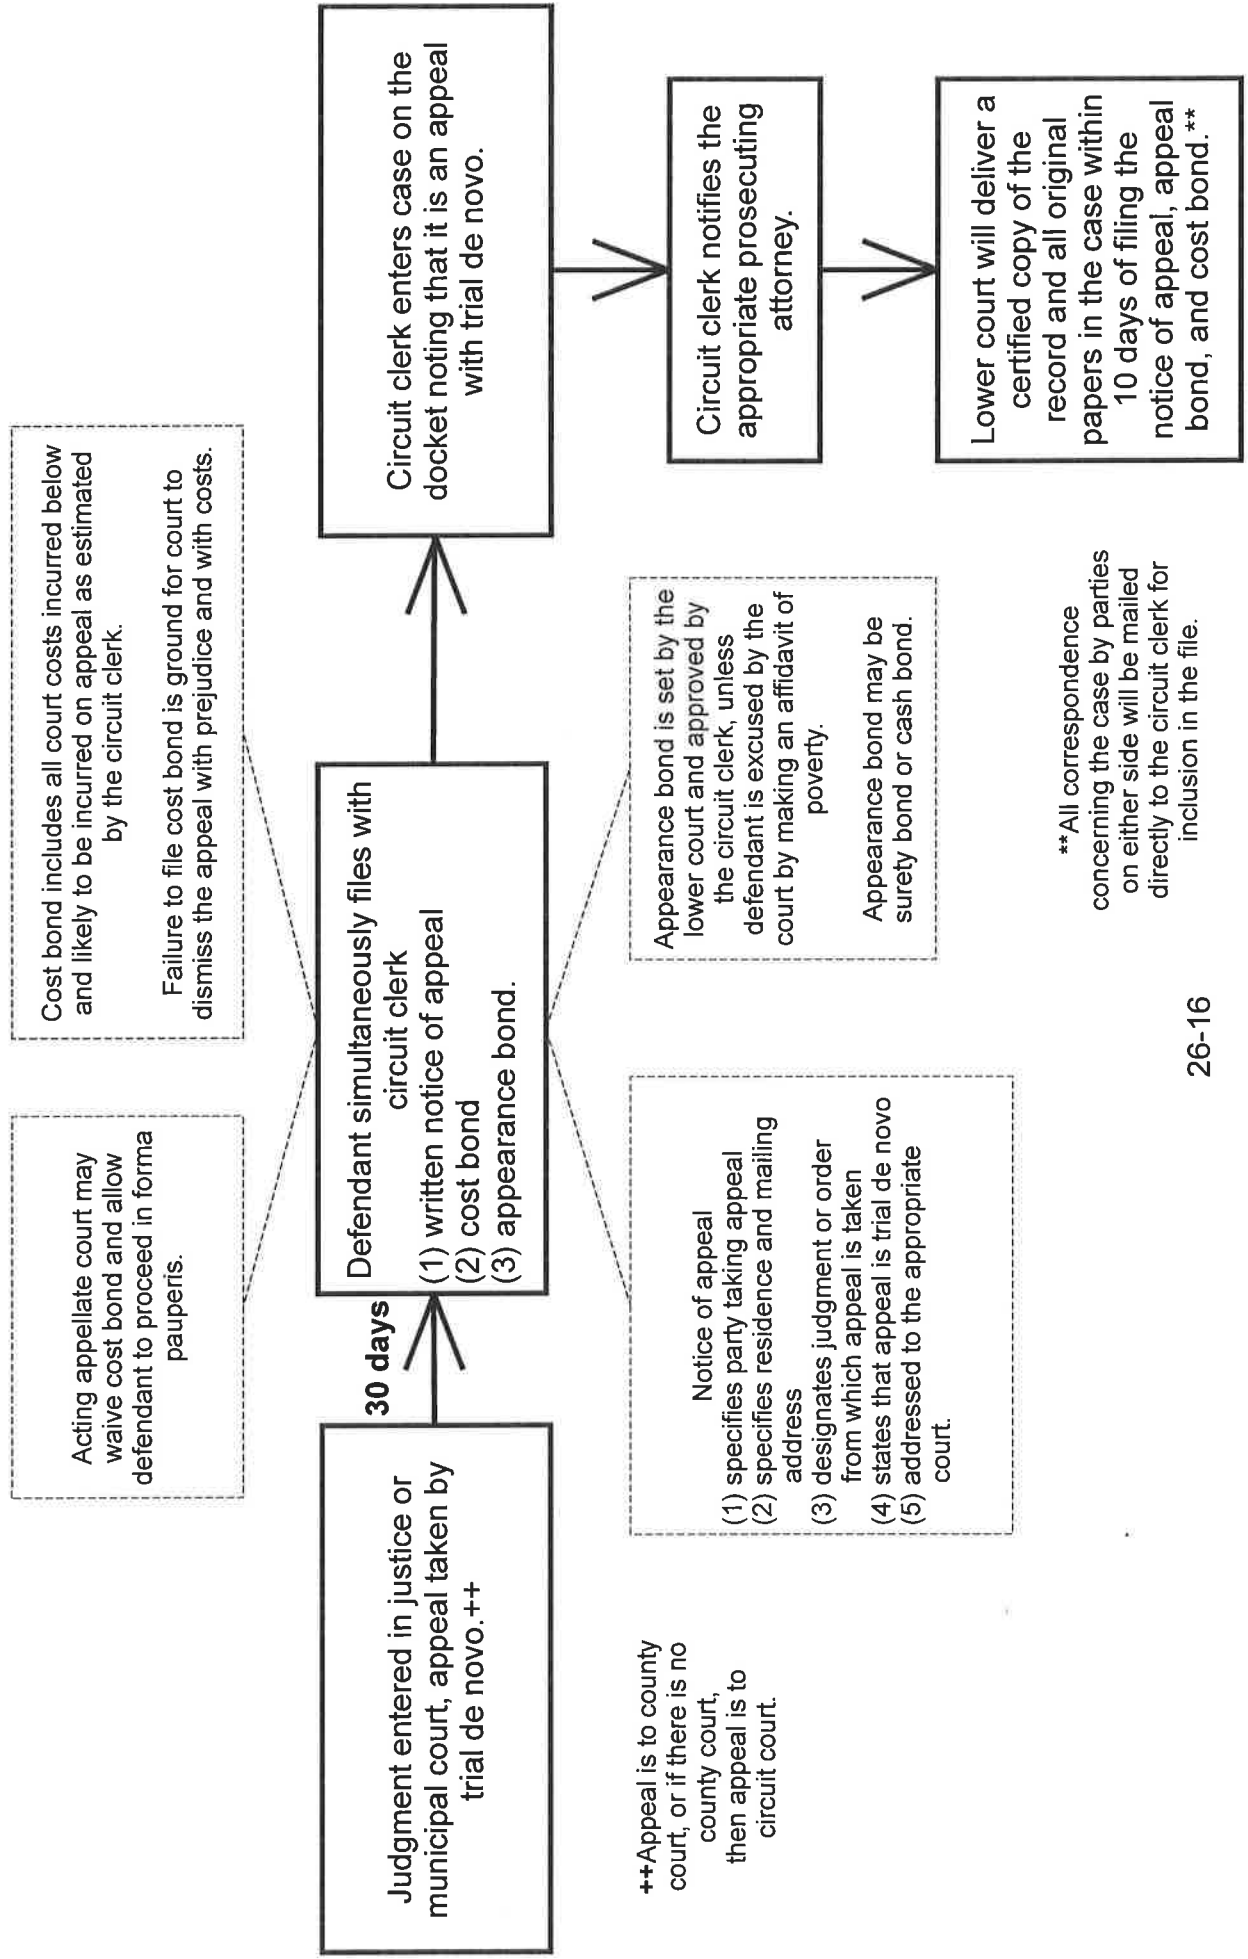 Acting appellate court may
waive cost bond and allow
defendant to proceed in forma
pauperis.
Cost bond includes all court costs incurred below
and likely to be incurred on appeal as estimated
by the circuit clerk.
Failure to file cost bond is ground for court to
dismiss the appeal with prejudice and with costs.
Judgment entered in justice or
municipal court, appeal taken by
trial de novo.++
30 days
Defendant simultaneously files with
circuit clerk
(1) written notice of appeal
(2) cost bond
(3) appearance bond.
Circuit clerk enters case on the
docket noting that it is an appeal
with trial de novo.
++Appeal is to county
court, or if there is no
county court,
then appeal is to
circuit court.
Notice of appeal
(1) specifies party taking appeal
(2) specifies residence and mailing
address
(3) designates judgment or order
from which appeal is taken
(4) states that appeal is trial de novo
(5) addressed to the appropriate
court.
Appearance bond is set by the
lower court and approved by
the circuit clerk, unless
defendant is excused by the
court by making an affidavit of
poverty.
Appearance bond may be
surety bond or cash bond.
Circuit clerk notifies the
appropriate prosecuting
attorney.
Lower court will deliver a
certified copy of the
record and all original
papers in the case within
10 days of filing the
notice of appeal, appeal
bond, and cost bond.**
**All correspondence
concerning the case by parties
on either side will be mailed
directly to the circuit clerk for
inclusion in the file.
26-16